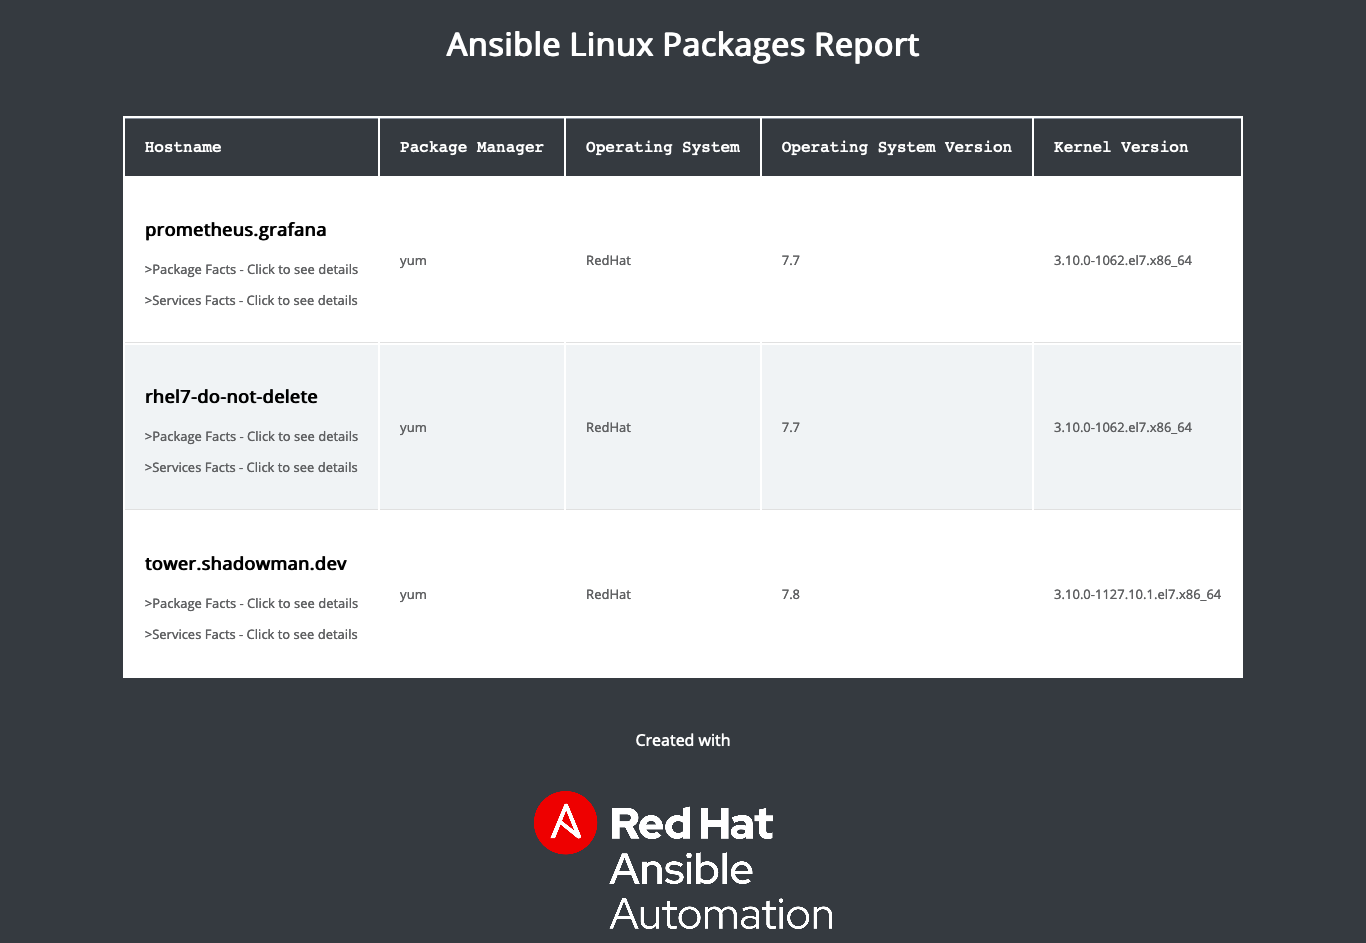 Ansible Linux Packages Report
Hostname Package Manager Operating System Operating System Version Kernel Version
prometheus.grafana
>Package Facts - Click to see details
>Services Facts - Click to see details
yum RedHat 7.7 3.10.0-1062.el7.x86_64
rhel7-do-not-delete
>Package Facts - Click to see details
>Services Facts - Click to see details
yum RedHat 7.7 3.10.0-1062.el7.x86_64
tower.shadowman.dev
>Package Facts - Click to see details
>Services Facts - Click to see details
yum RedHat 7.8 3.10.0-1127.10.1.el7.x86_64
Created with
Red Hat
Ansible
Automation